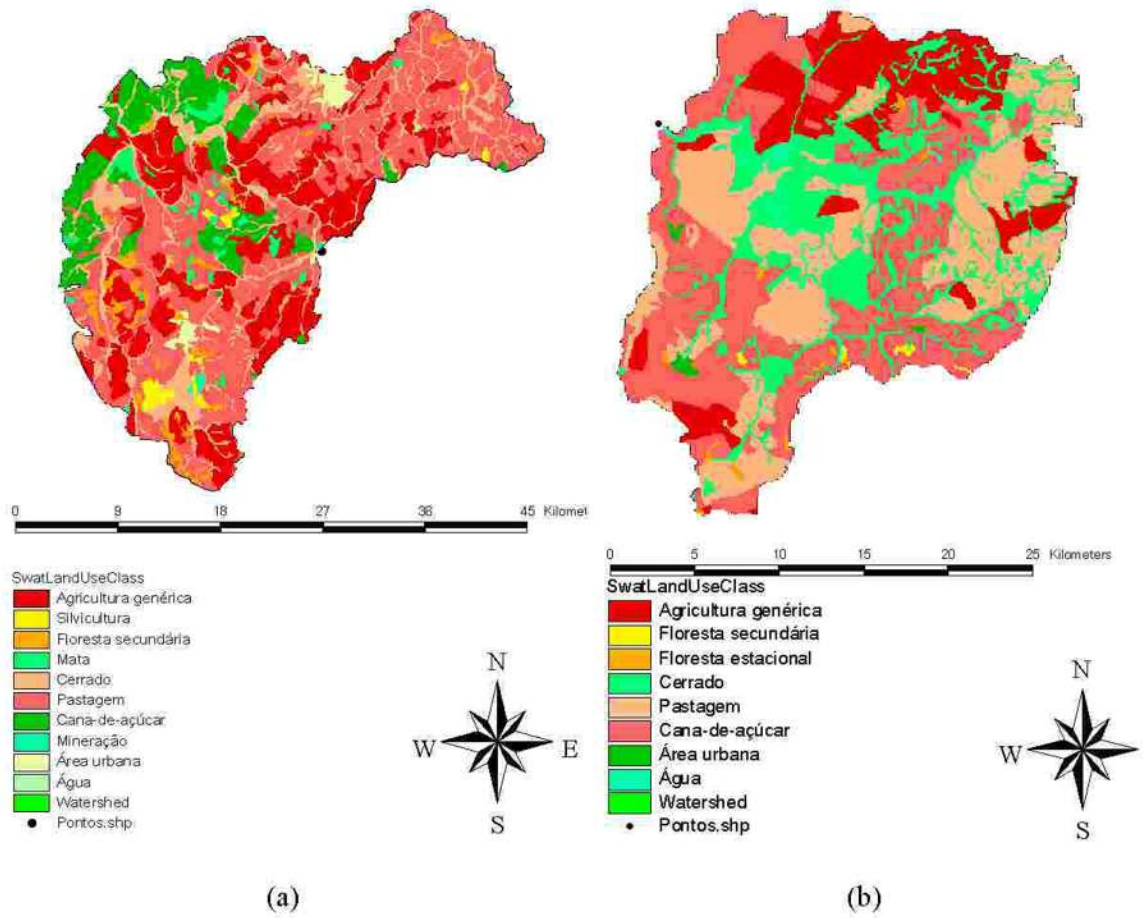 0 9 18 27 36 45 Kilomet
SwatLandUseClass
Agricultura genérica
Silvicultura
Floresta secundária
Mata
Cerrado
Pastagem
Cana-de-açúcar
Mineração
Área urbana
Água
Watershed
Pontos.shp
N
W E
S
(a)
0 5 10 15 20 25 Kilometers
SwatLandUseClass
Agricultura genérica
Floresta secundária
Floresta estacional
Cerrado
Pastagem
Cana-de-açúcar
Área urbana
Água
Watershed
Pontos.shp
N
W
S
(b)